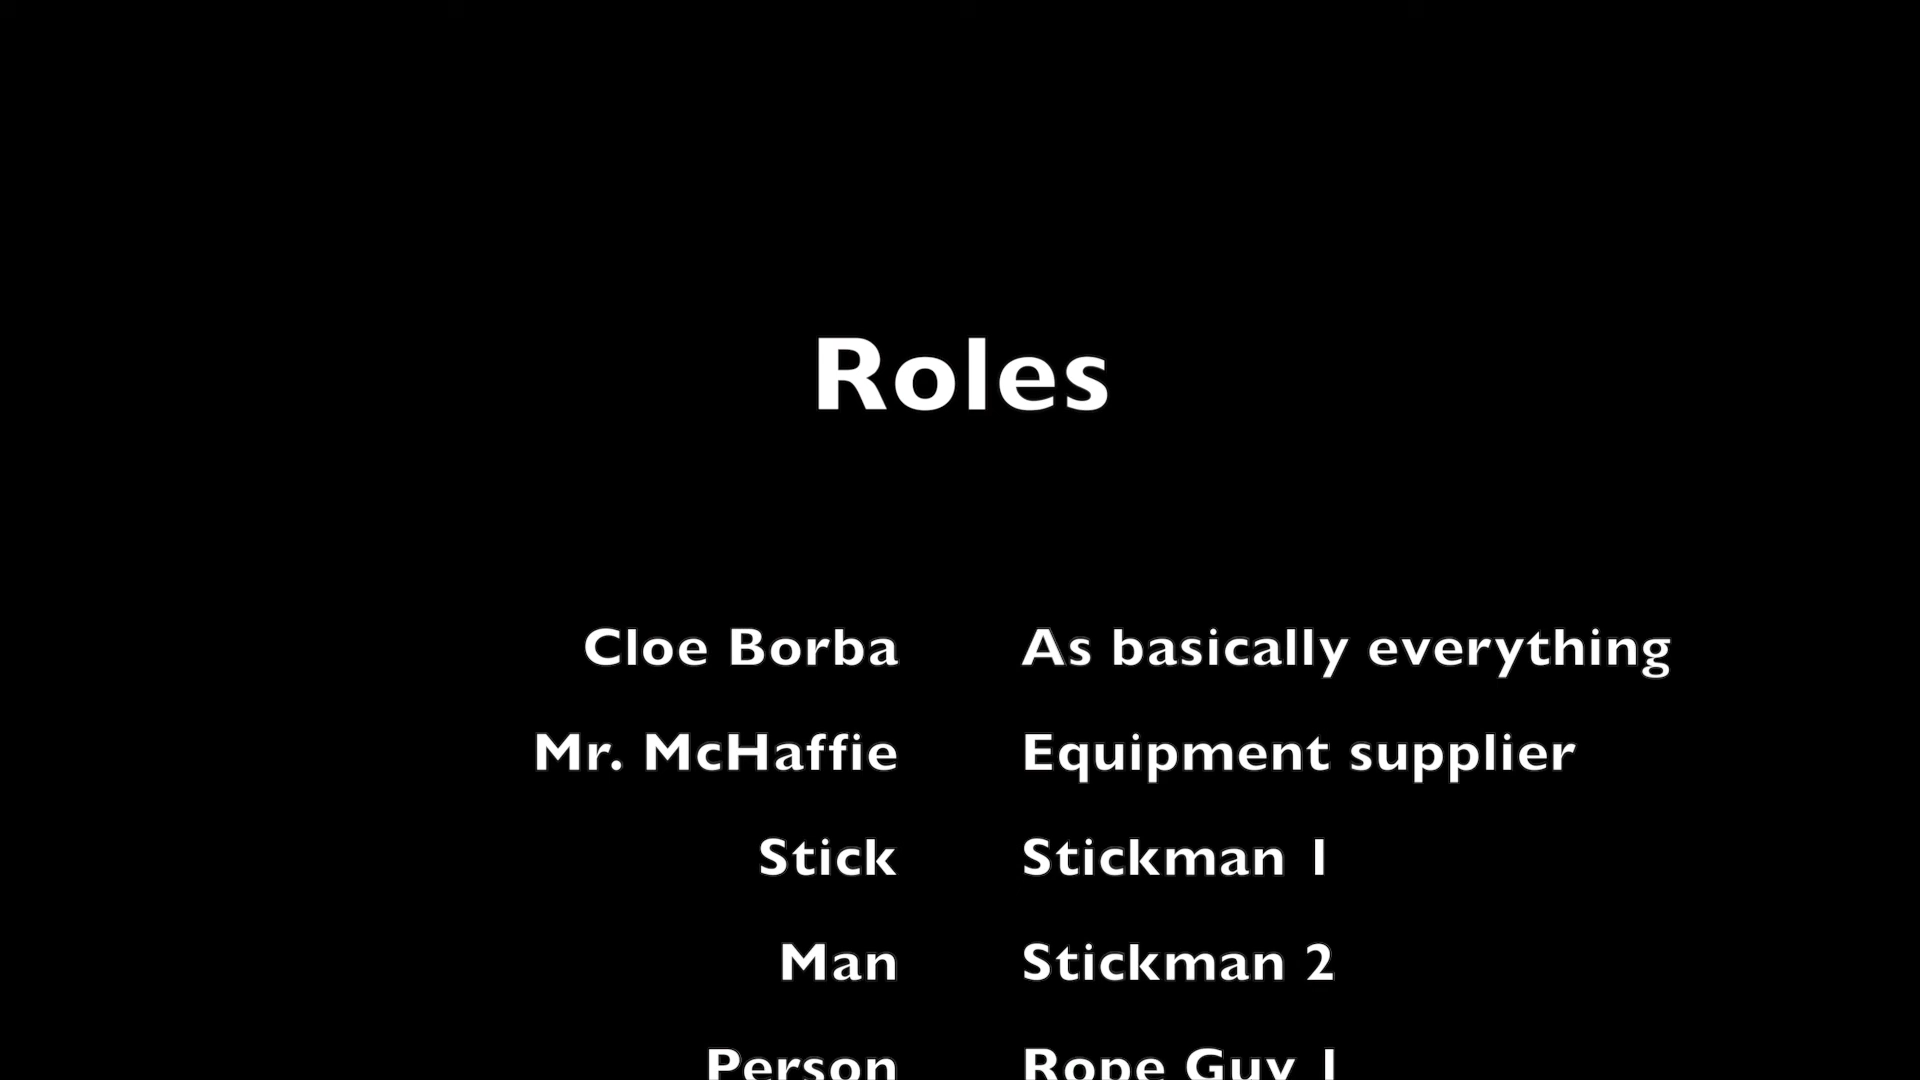 Roles
Cloe Borba As basically everything
Mr. McHaffie Equipment supplier
Stick Stickman 1
Man Stickman 2
Person Rope Guy 1